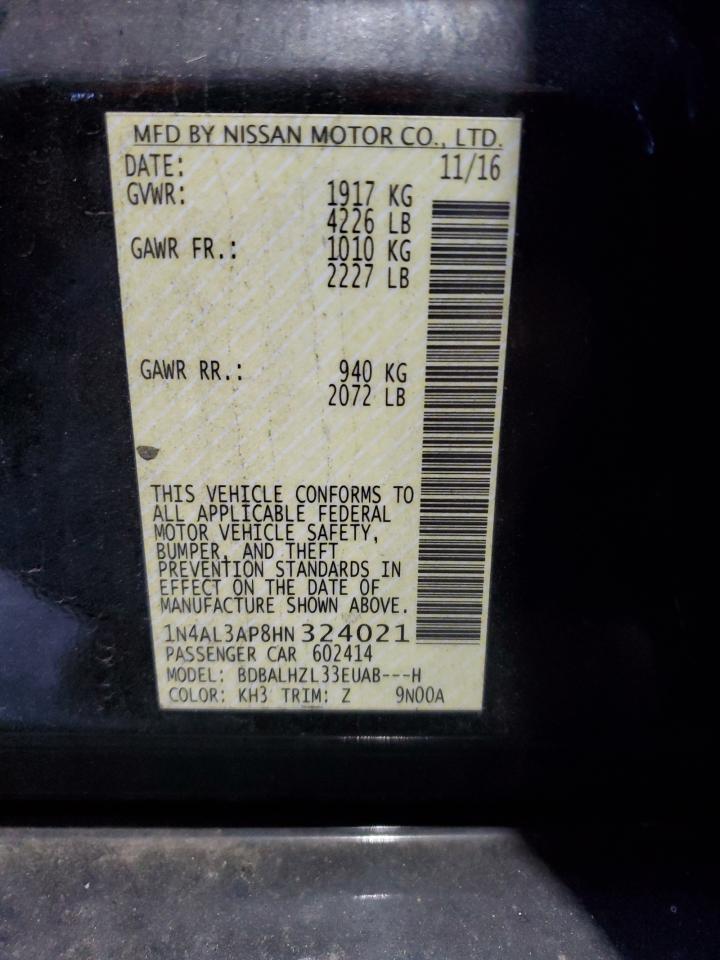 MFD BY NISSAN MOTOR CO., LTD.
DATE: 11/16
GVWR: 1917 KG
4226 LB
GAWR FR.: 1010 KG
2227 LB
GAWR RR.: 940 KG
2072 LB
THIS VEHICLE CONFORMS TO
ALL APPLICABLE FEDERAL
MOTOR VEHICLE SAFETY,
BUMPER, AND THEFT
PREVENTION STANDARDS IN
EFFECT ON THE DATE OF
MANUFACTURE SHOWN ABOVE.
1N4AL3AP8HN324021
PASSENGER CAR 602414
MODEL: BDBALHZL33EUAB---H
COLOR: KH3 TRIM: Z 9N00A